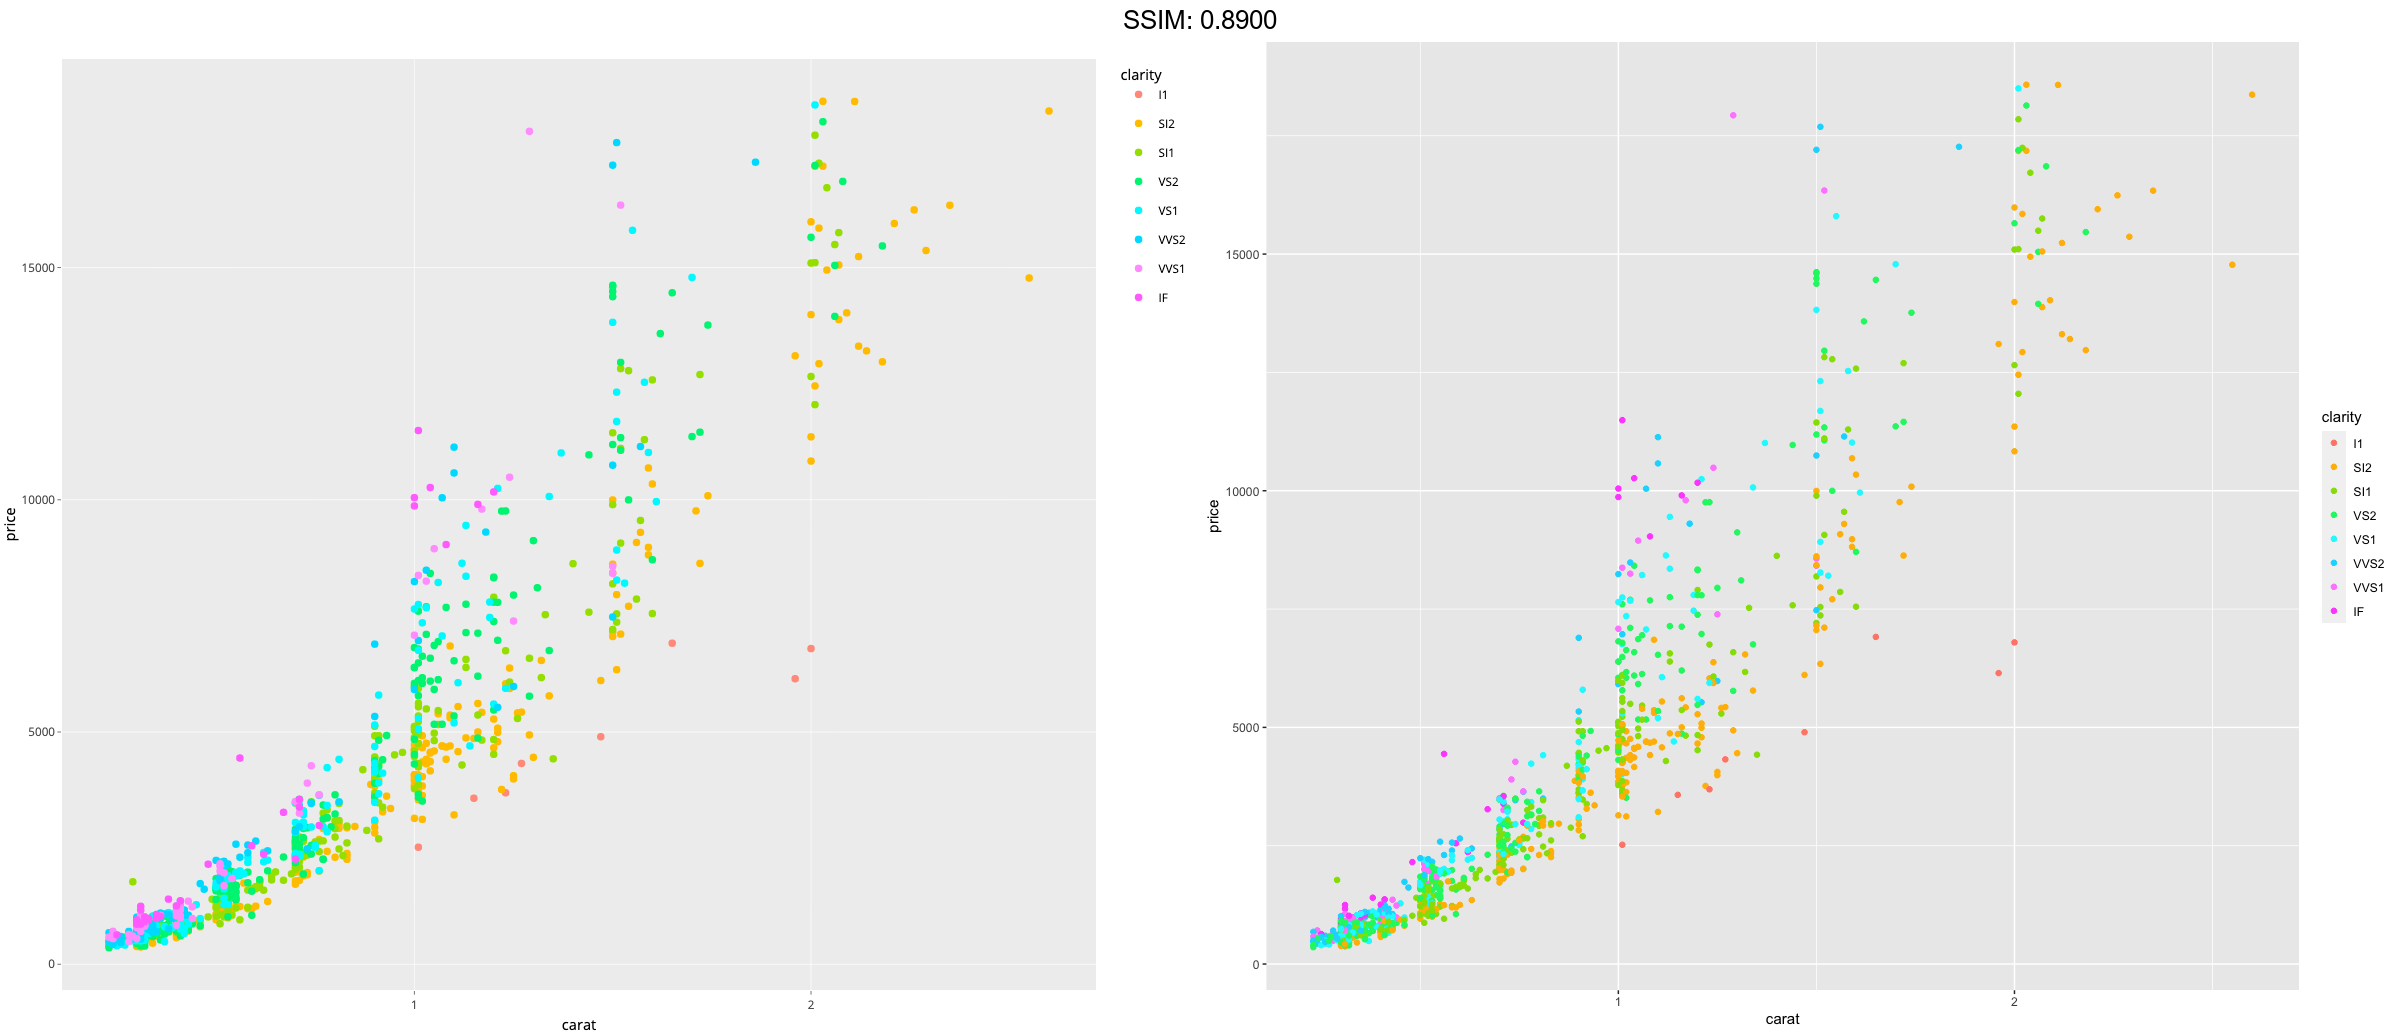 SSIM: 0.8900
price
15000
10000
5000
0
1
2
carat
clarity
I1
SI2
SI1
VS2
VS1
VVS2
VVS1
IF
price
15000
10000
5000
0
1
2
carat
clarity
I1
SI2
SI1
VS2
VS1
VVS2
VVS1
IF